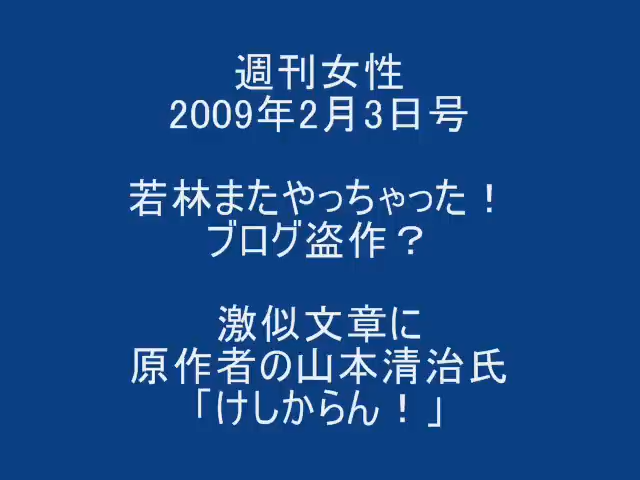 週刊女性
2009年2月3日号
若林またやっちゃった！
ブログ盗作？
激似文章に
原作者の山本清治氏
「けしからん！」